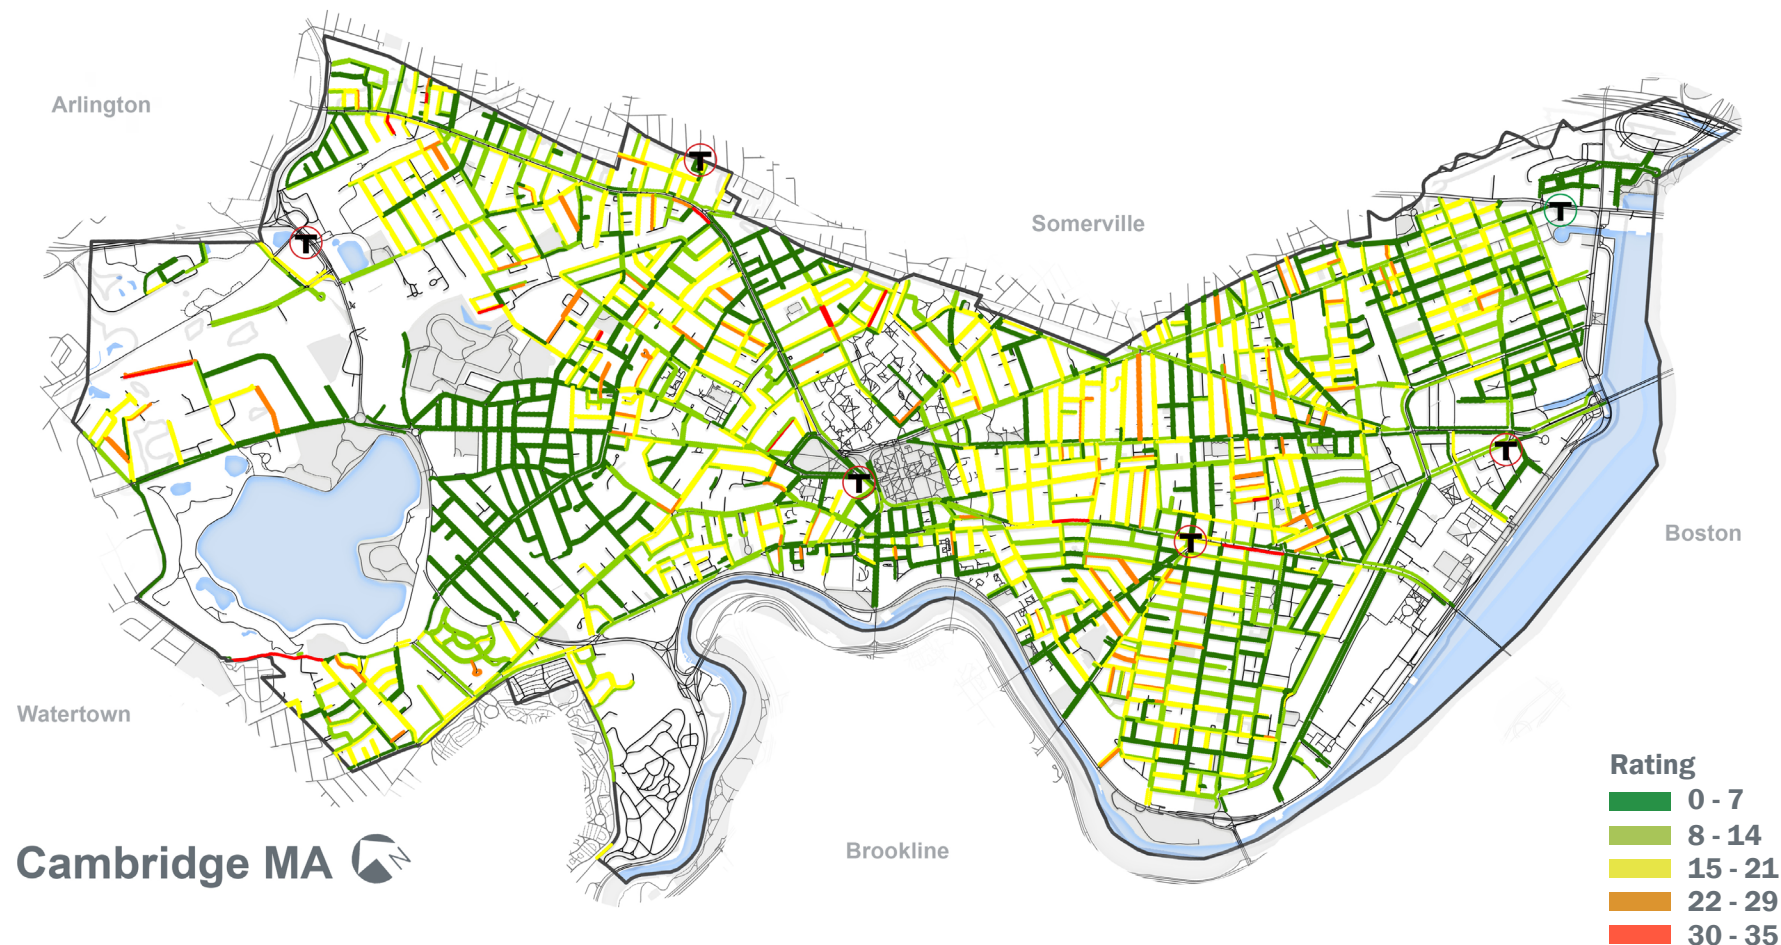 Arlington
Somerville
Boston
Watertown
Brookline
Cambridge MA
N
T
T
T
T
T
T
Rating
0 - 7
8 - 14
15 - 21
22 - 29
30 - 35